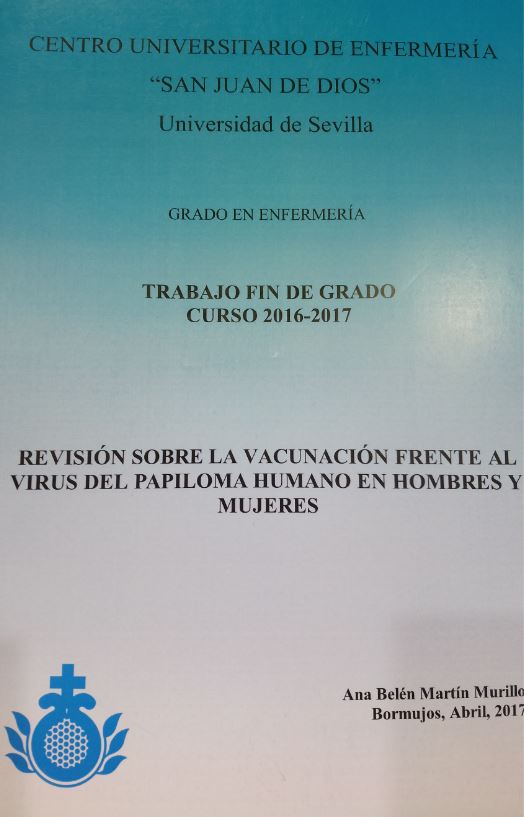 CENTRO UNIVERSITARIO DE ENFERMERÍA
“SAN JUAN DE DIOS”
Universidad de Sevilla
GRADO EN ENFERMERÍA
TRABAJO FIN DE GRADO
CURSO 2016-2017
REVISIÓN SOBRE LA VACUNACIÓN FRENTE AL
VIRUS DEL PAPILOMA HUMANO EN HOMBRES Y
MUJERES
Ana Belén Martín Murillo
Bormujos, Abril, 2017